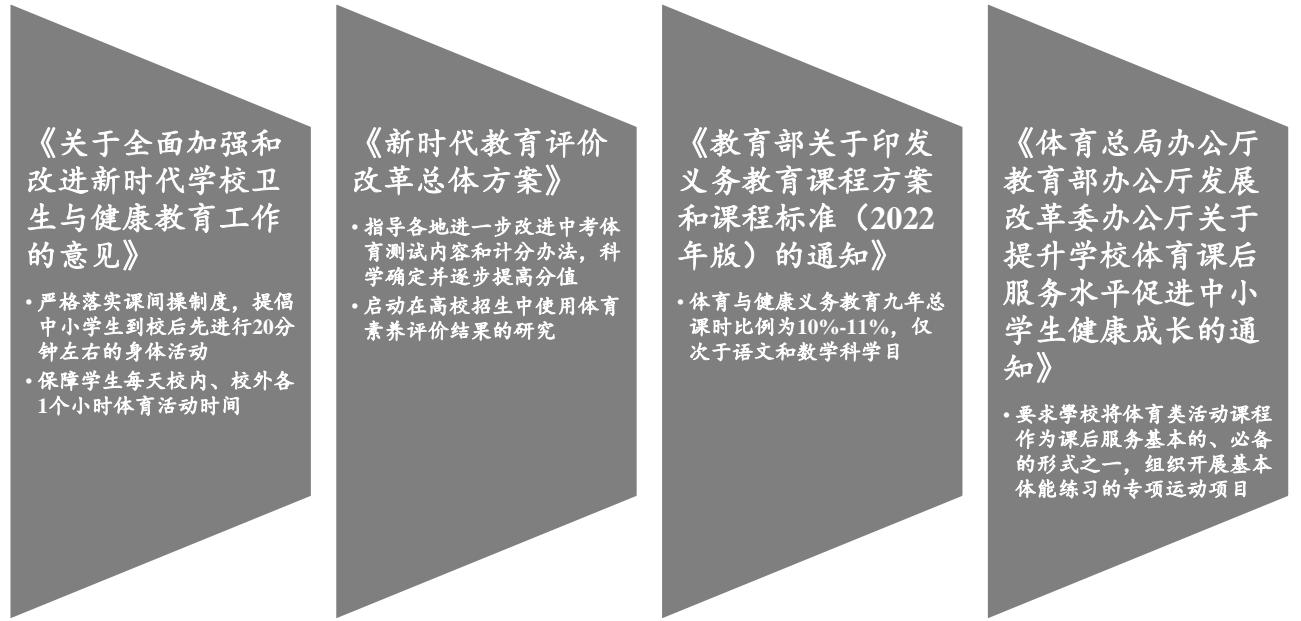 《关于全面加强和
改进新时代学校卫
生与健康教育工作
的意见》
• 严格落实课间操制度，提倡
中小学生到校后先进行20分
钟左右的身体活动
• 保障学生每天校内、校外各
1个小时体育活动时间
《新时代教育评价
改革总体方案》
• 指导各地进一步改进中考体
育测试内容和计分办法，科
学确定并逐步提高分值
• 启动在高校招生中使用体育
素养评价结果的研究
《教育部关于印发
义务教育课程方案
和课程标准（2022
年版）的通知》
• 体育与健康义务教育九年总
课时比例为10%-11%，仅
次于语文和数学科学目
《体育总局办公厅
教育部办公厅发展
改革委办公厅关于
提升学校体育课后
服务水平促进中小
学生健康成长的通
知》
• 要求學校将体育类活动课程
作为课后服务基本的、必备
的形式之一，组织开展基本
体能练习的专项运动项目